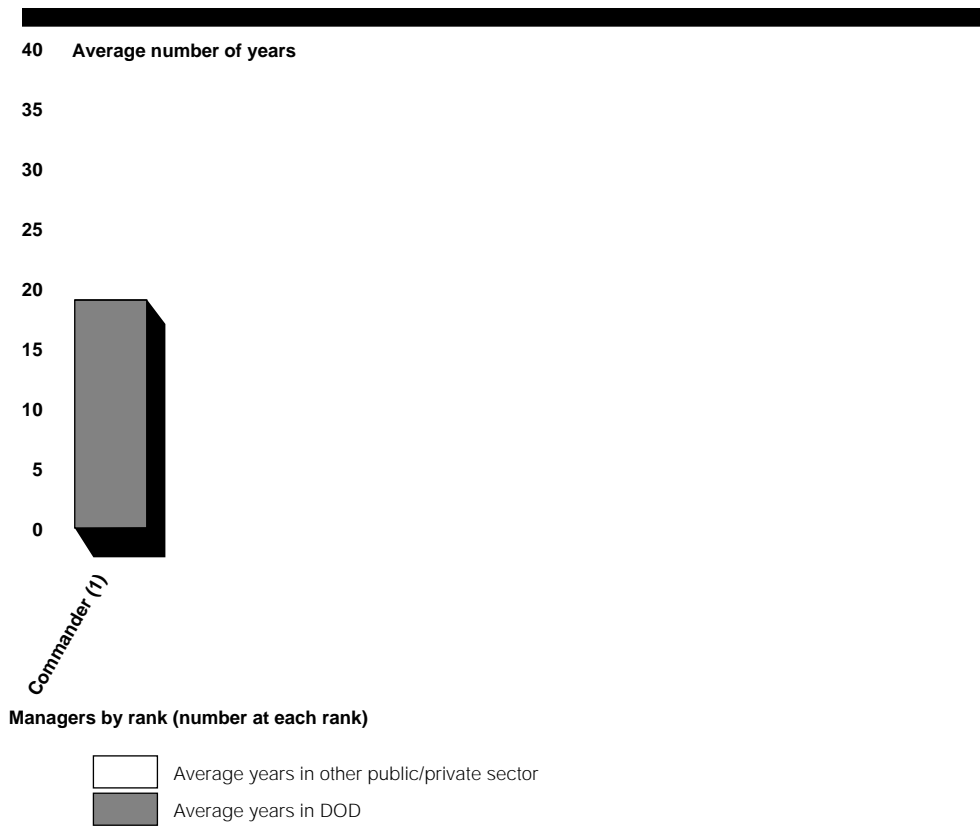 40 Average number of years
35
30
25
20
15
10
5
0
Commander (1)
Managers by rank (number at each rank)
Average years in other public/private sector
Average years in DOD